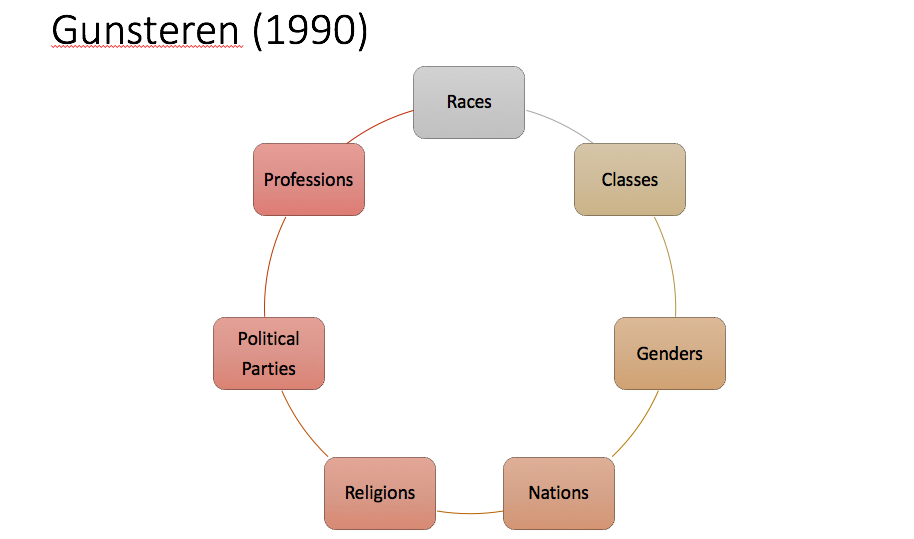 Gunsteren (1990)
Races
Classes
Genders
Nations
Religions
Political
Parties
Professions